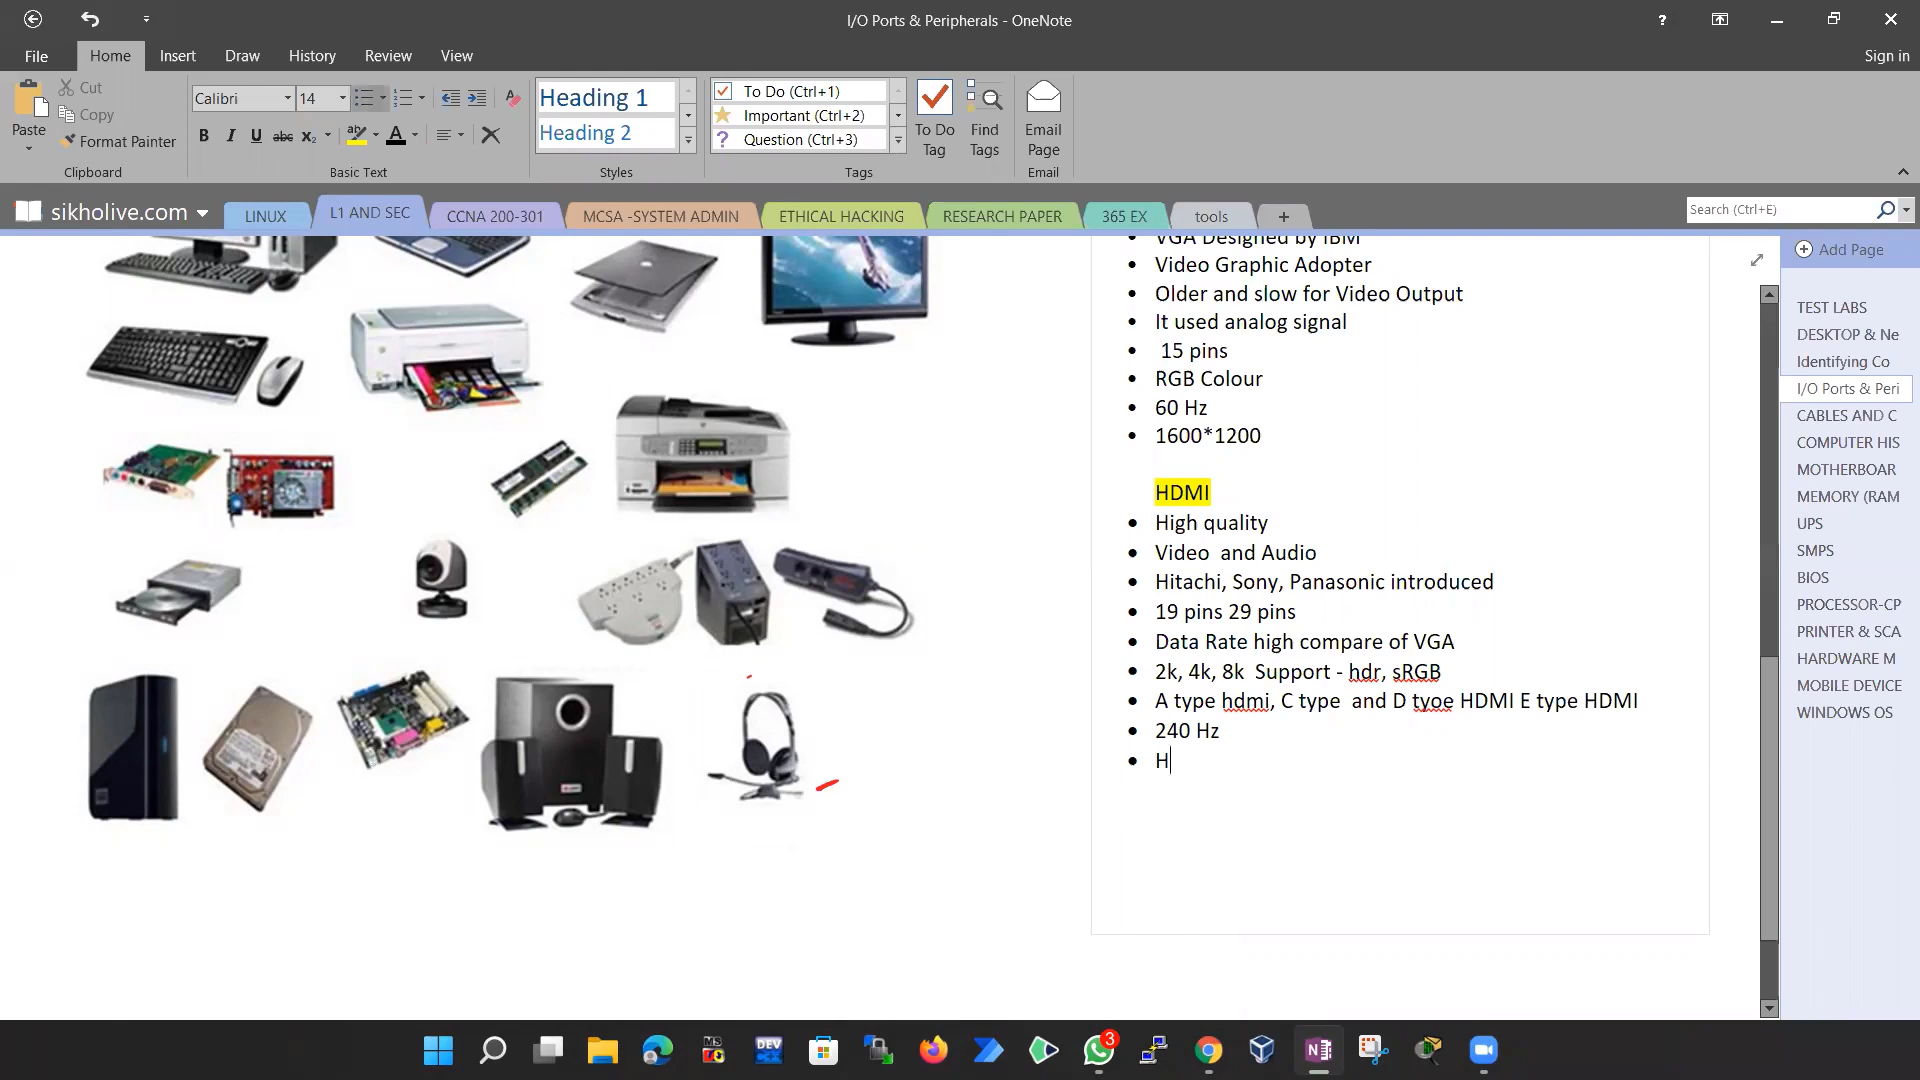 I/O Ports & Peripherals - OneNote
?
File Home Insert Draw History Review View
Sign in
Paste
Cut
Copy
Format Painter
Clipboard
Calibri 14
B I U abc x₂ A
Basic Text
Heading 1
Heading 2
Styles
To Do (Ctrl+1)
Important (Ctrl+2)
? Question (Ctrl+3)
To Do Tag
Find Tags
Tags
Email Page
Email
sikholive.com
LINUX L1 AND SEC CCNA 200-301 MCSA -SYSTEM ADMIN ETHICAL HACKING RESEARCH PAPER 365 EX tools +
Search (Ctrl+E)
• VGA Designed by IBM
• Video Graphic Adopter
• Older and slow for Video Output
• It used analog signal
• 15 pins
• RGB Colour
• 60 Hz
• 1600*1200
HDMI
• High quality
• Video  and Audio
• Hitachi, Sony, Panasonic introduced
• 19 pins 29 pins
• Data Rate high compare of VGA
• 2k, 4k, 8k  Support - hdr, sRGB
• A type hdmi, C type  and D tyoe HDMI E type HDMI
• 240 Hz
• H
Add Page
TEST LABS
DESKTOP & Ne
Identifying Co
I/O Ports & Peri
CABLES AND C
COMPUTER HIS
MOTHERBOAR
MEMORY (RAM
UPS
SMPS
BIOS
PROCESSOR-CP
PRINTER & SCA
HARDWARE M
MOBILE DEVICE
WINDOWS OS
DEV
3
N